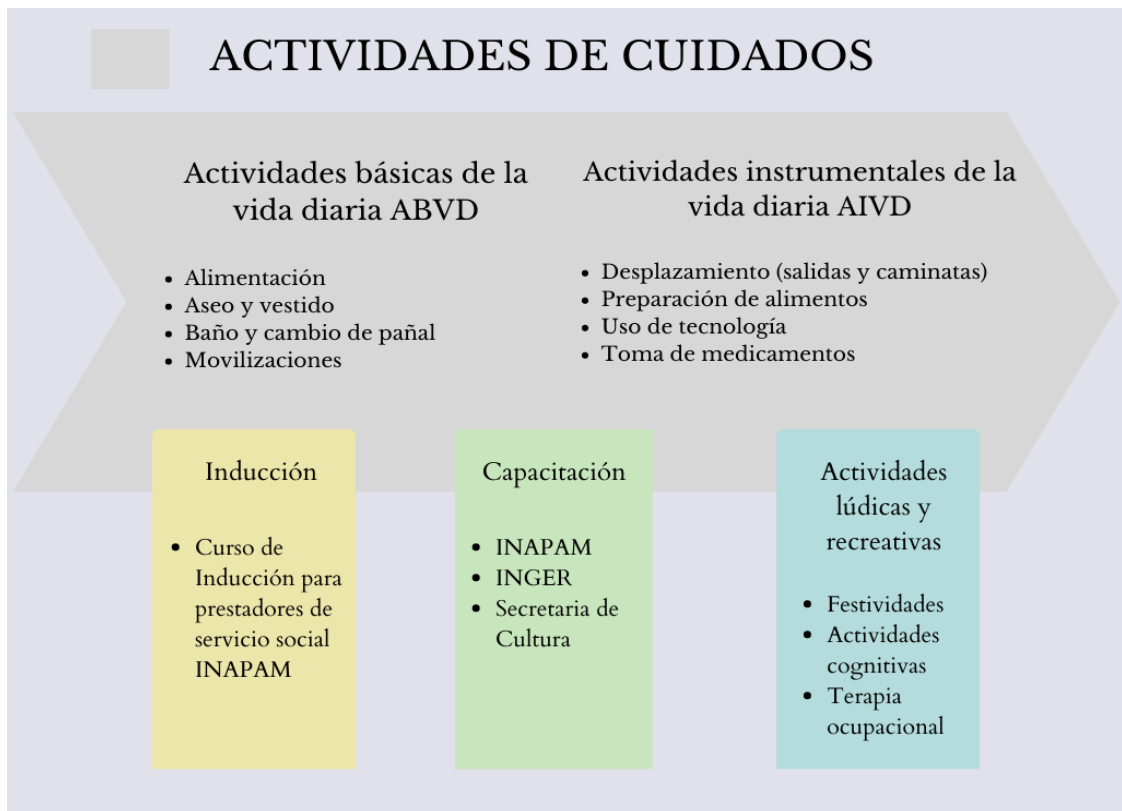 ACTIVIDADES DE CUIDADOS
Actividades básicas de la
vida diaria ABVD
• Alimentación
• Aseo y vestido
• Baño y cambio de pañal
• Movilizaciones
Actividades instrumentales de la
vida diaria AIVD
• Desplazamiento (salidas y caminatas)
• Preparación de alimentos
• Uso de tecnología
• Toma de medicamentos
Inducción
• Curso de
Inducción para
prestadores de
servicio social
INAPAM
Capacitación
• INAPAM
• INGER
• Secretaria de
Cultura
Actividades
lúdicas y
recreativas
• Festividades
• Actividades
cognitivas
• Terapia
ocupacional